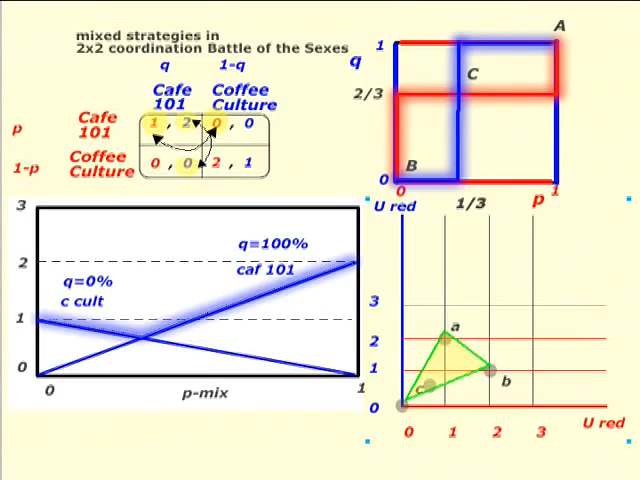 mixed strategies in
2x2 coordination Battle of the Sexes
q 1-q
Cafe 101 Coffee Culture
p Cafe 101 1 , 2 0 , 0
1-p Coffee Culture 0 , 0 2 , 1
q 1 A
C
2/3
B
0
0 1/3 p 1
3
2
1
0
q=100%
caf 101
q=0%
c cult
0 p-mix 1
U red
3
2
1
0
a
b
c
0 1 2 3
U red